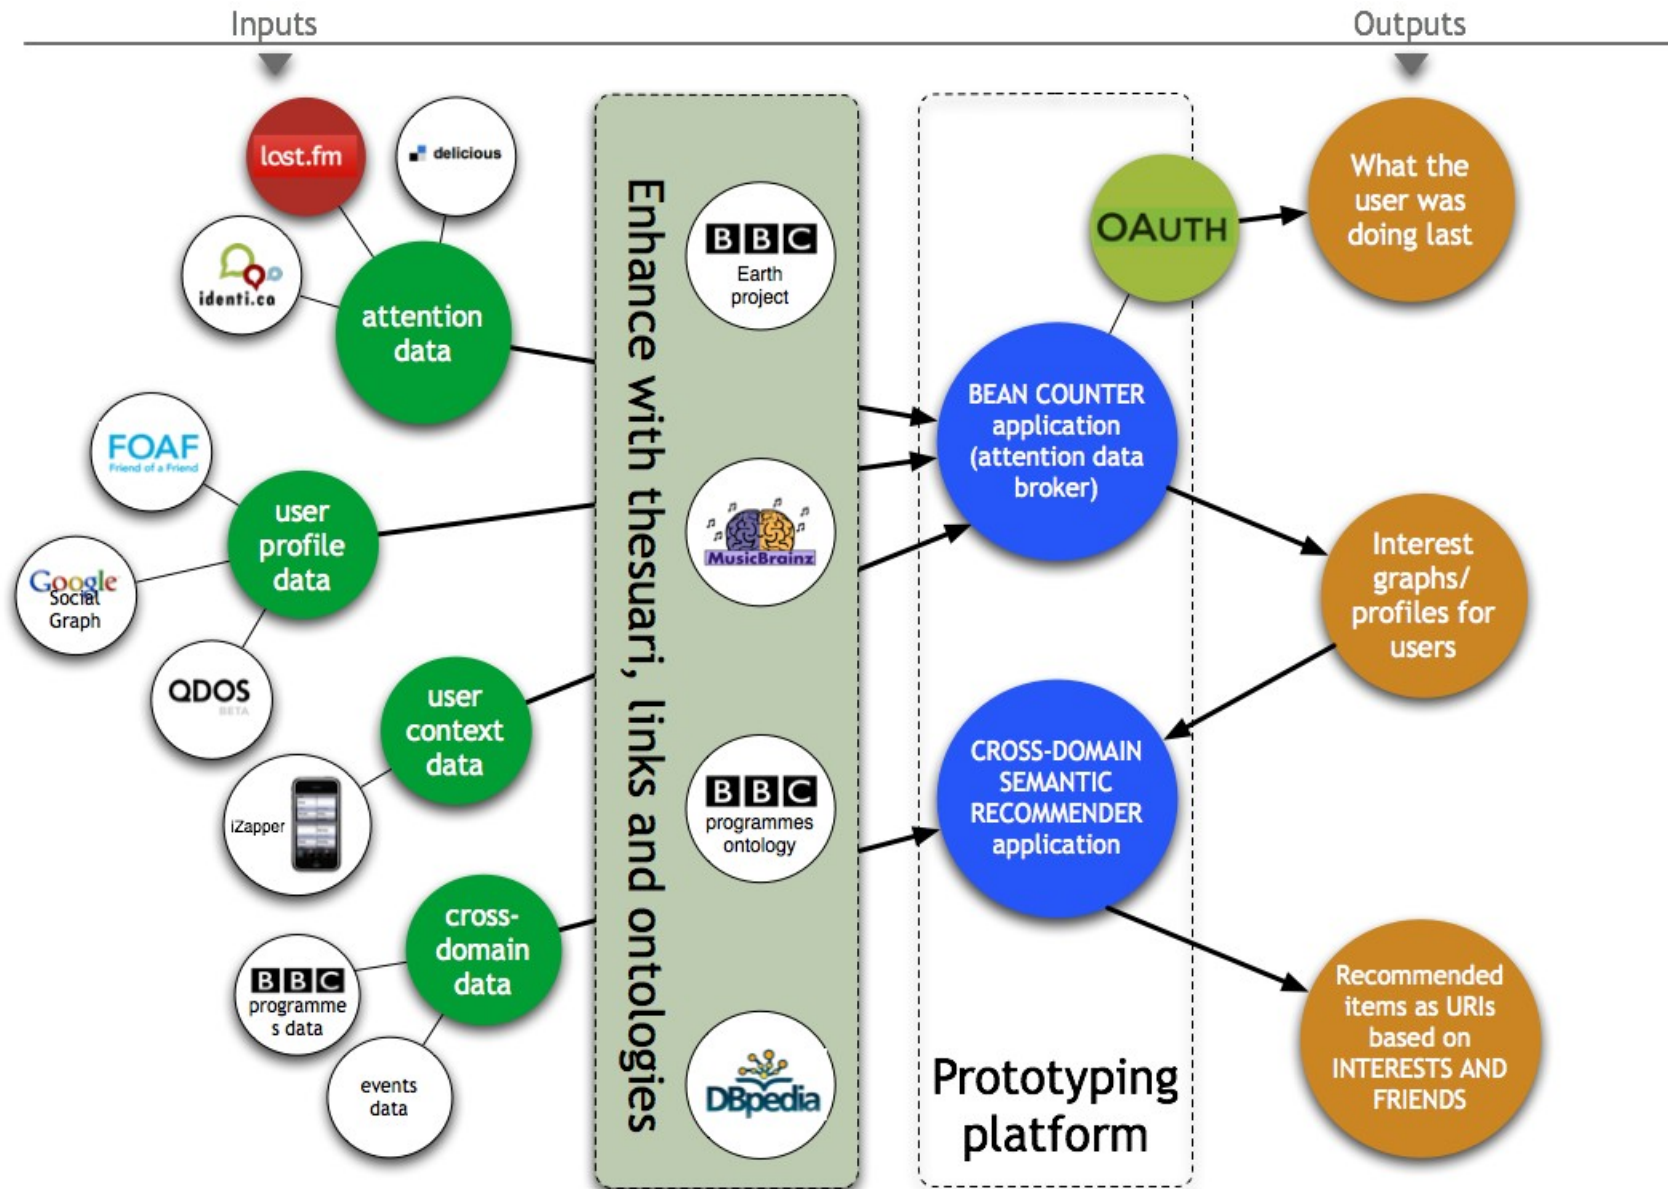 Inputs
Outputs
last.fm
delicious
identi.ca
attention
data
FOAF
Friend of a Friend
user
profile
data
Google
Social
Graph
QDOS
BETA
user
context
data
iZapper
cross-
domain
data
BBC
programme
s data
events
data
Enhance with thesuari, links and ontologies
BBC
Earth
project
MusicBrainz
BBC
programmes
ontology
DBpedia
OAUTH
BEAN COUNTER
application
(attention data
broker)
CROSS-DOMAIN
SEMANTIC
RECOMMENDER
application
Prototyping
platform
What the
user was
doing last
Interest
graphs/
profiles for
users
Recommended
items as URIs
based on
INTERESTS AND
FRIENDS